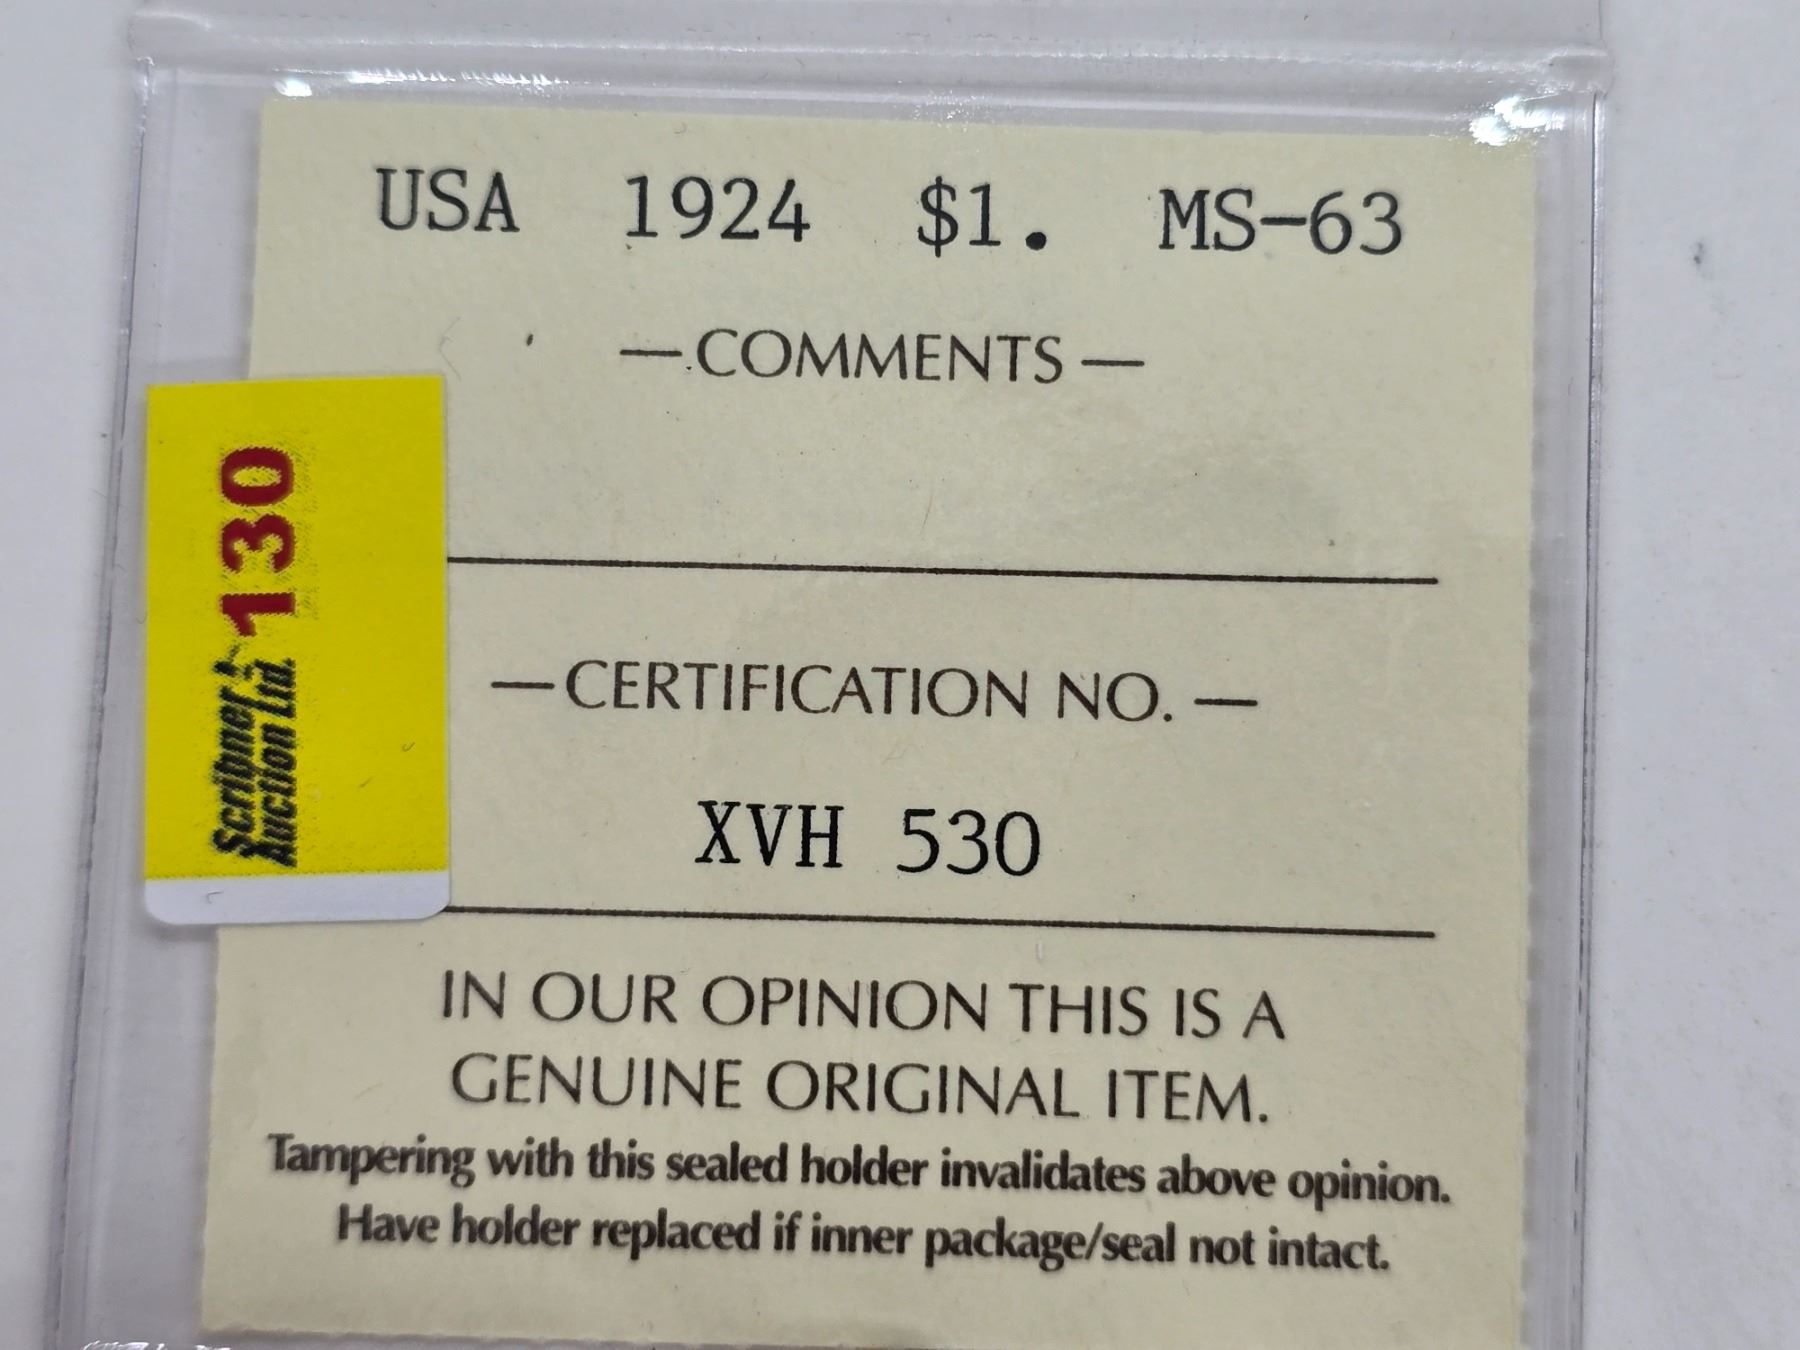 USA 1924 $1. MS-63
—COMMENTS—
130
Scribner
Auction Ltd.
—CERTIFICATION NO.—
XVH 530
IN OUR OPINION THIS IS A
GENUINE ORIGINAL ITEM.
Tampering with this sealed holder invalidates above opinion.
Have holder replaced if inner package/seal not intact.